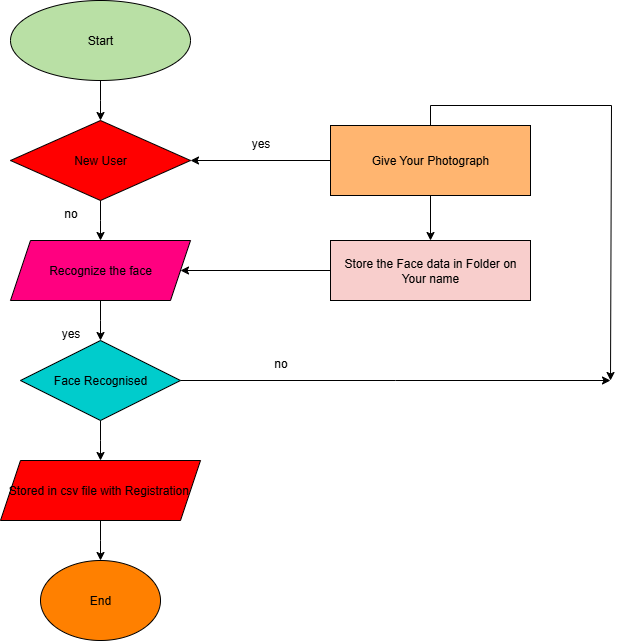 Start
New User
yes
Give Your Photograph
no
Recognize the face
Store the Face data in Folder on
Your name
yes
Face Recognised
no
Stored in csv file with Registration
End